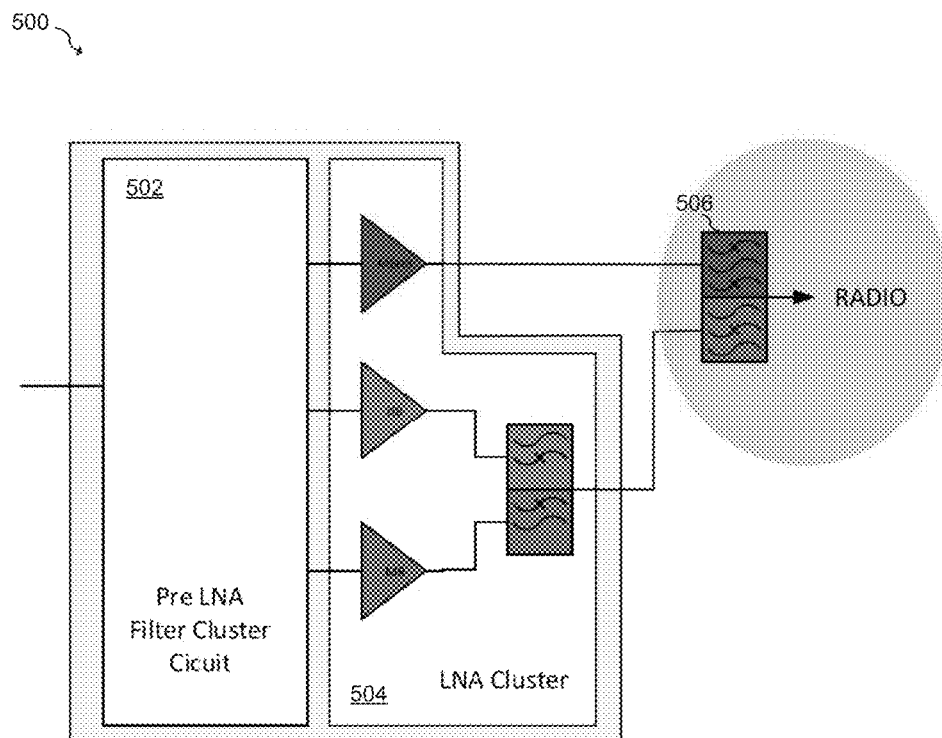 500
502
506
RADIO
Pre LNA
Filter Cluster
Cicuit
LNA Cluster
504